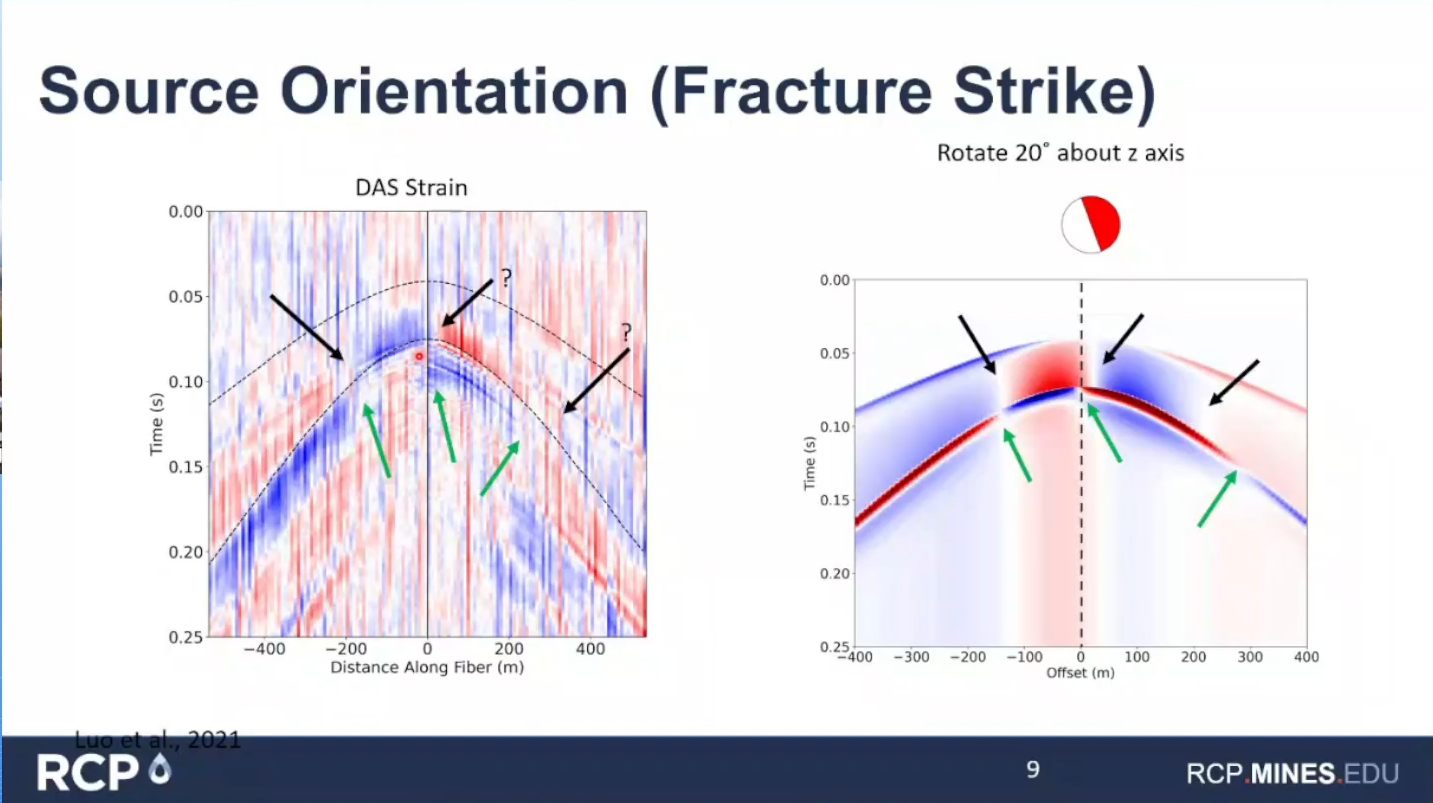 Source Orientation (Fracture Strike)
Rotate 20° about z axis
DAS Strain
0.00
0.05
0.10
0.15
0.20
0.25
Time (s)
?
?
−400
−200
0
200
400
Distance Along Fiber (m)
0.00
0.05
0.10
0.15
0.20
0.25
Time (s)
−400
−300
−200
−100
0
100
200
300
400
Offset (m)
Luo et al., 2021
RCP
9
RCP.MINES.EDU